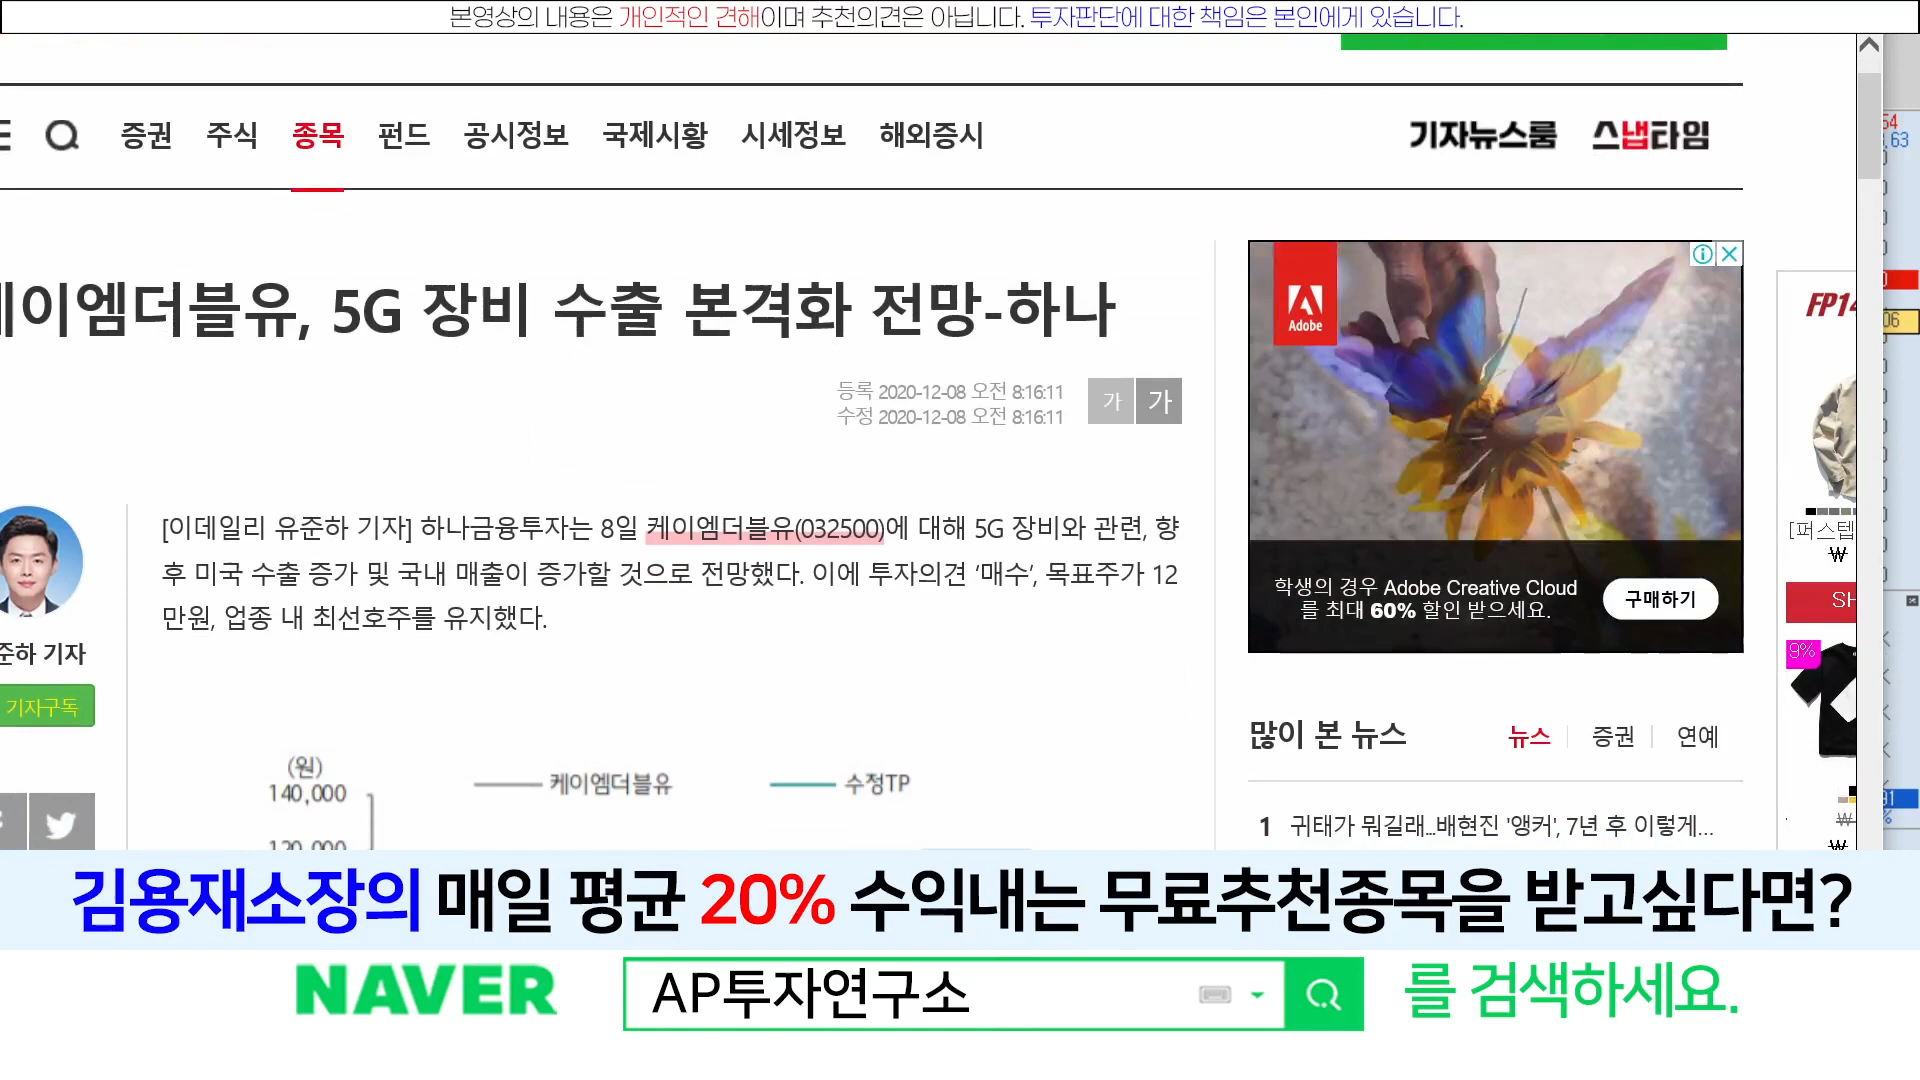 본영상의 내용은 개인적인 견해이며 추천의견은 아닙니다. 투자판단에 대한 책임은 본인에게 있습니다.
증권 주식 종목 펀드 공시정보 국제시황 시세정보 해외증시
기자뉴스룸 스냅타임
케이엠더블유, 5G 장비 수출 본격화 전망-하나
등록 2020-12-08 오전 8:16:11
수정 2020-12-08 오전 8:16:11
가 가
[이데일리 유준하 기자] 하나금융투자는 8일 케이엠더블유(032500)에 대해 5G 장비와 관련, 향
후 미국 수출 증가 및 국내 매출이 증가할 것으로 전망했다. 이에 투자의견 ‘매수’, 목표주가 12
만원, 업종 내 최선호주를 유지했다.
준하 기자
기자구독
(원)
140,000
120,000
케이엠더블유 수정TP
Adobe
학생의 경우 Adobe Creative Cloud
를 최대 60% 할인 받으세요.
구매하기
많이 본 뉴스 뉴스 증권 연예
1 귀태가 뭐길래...배현진 '앵커', 7년 후 이렇게...
FP14
[퍼스텝
₩
SH
9%
₩
₩
54
.63
06
91
%
김용재소장의 매일 평균 20% 수익내는 무료추천종목을 받고싶다면?
NAVER AP투자연구소 를 검색하세요.